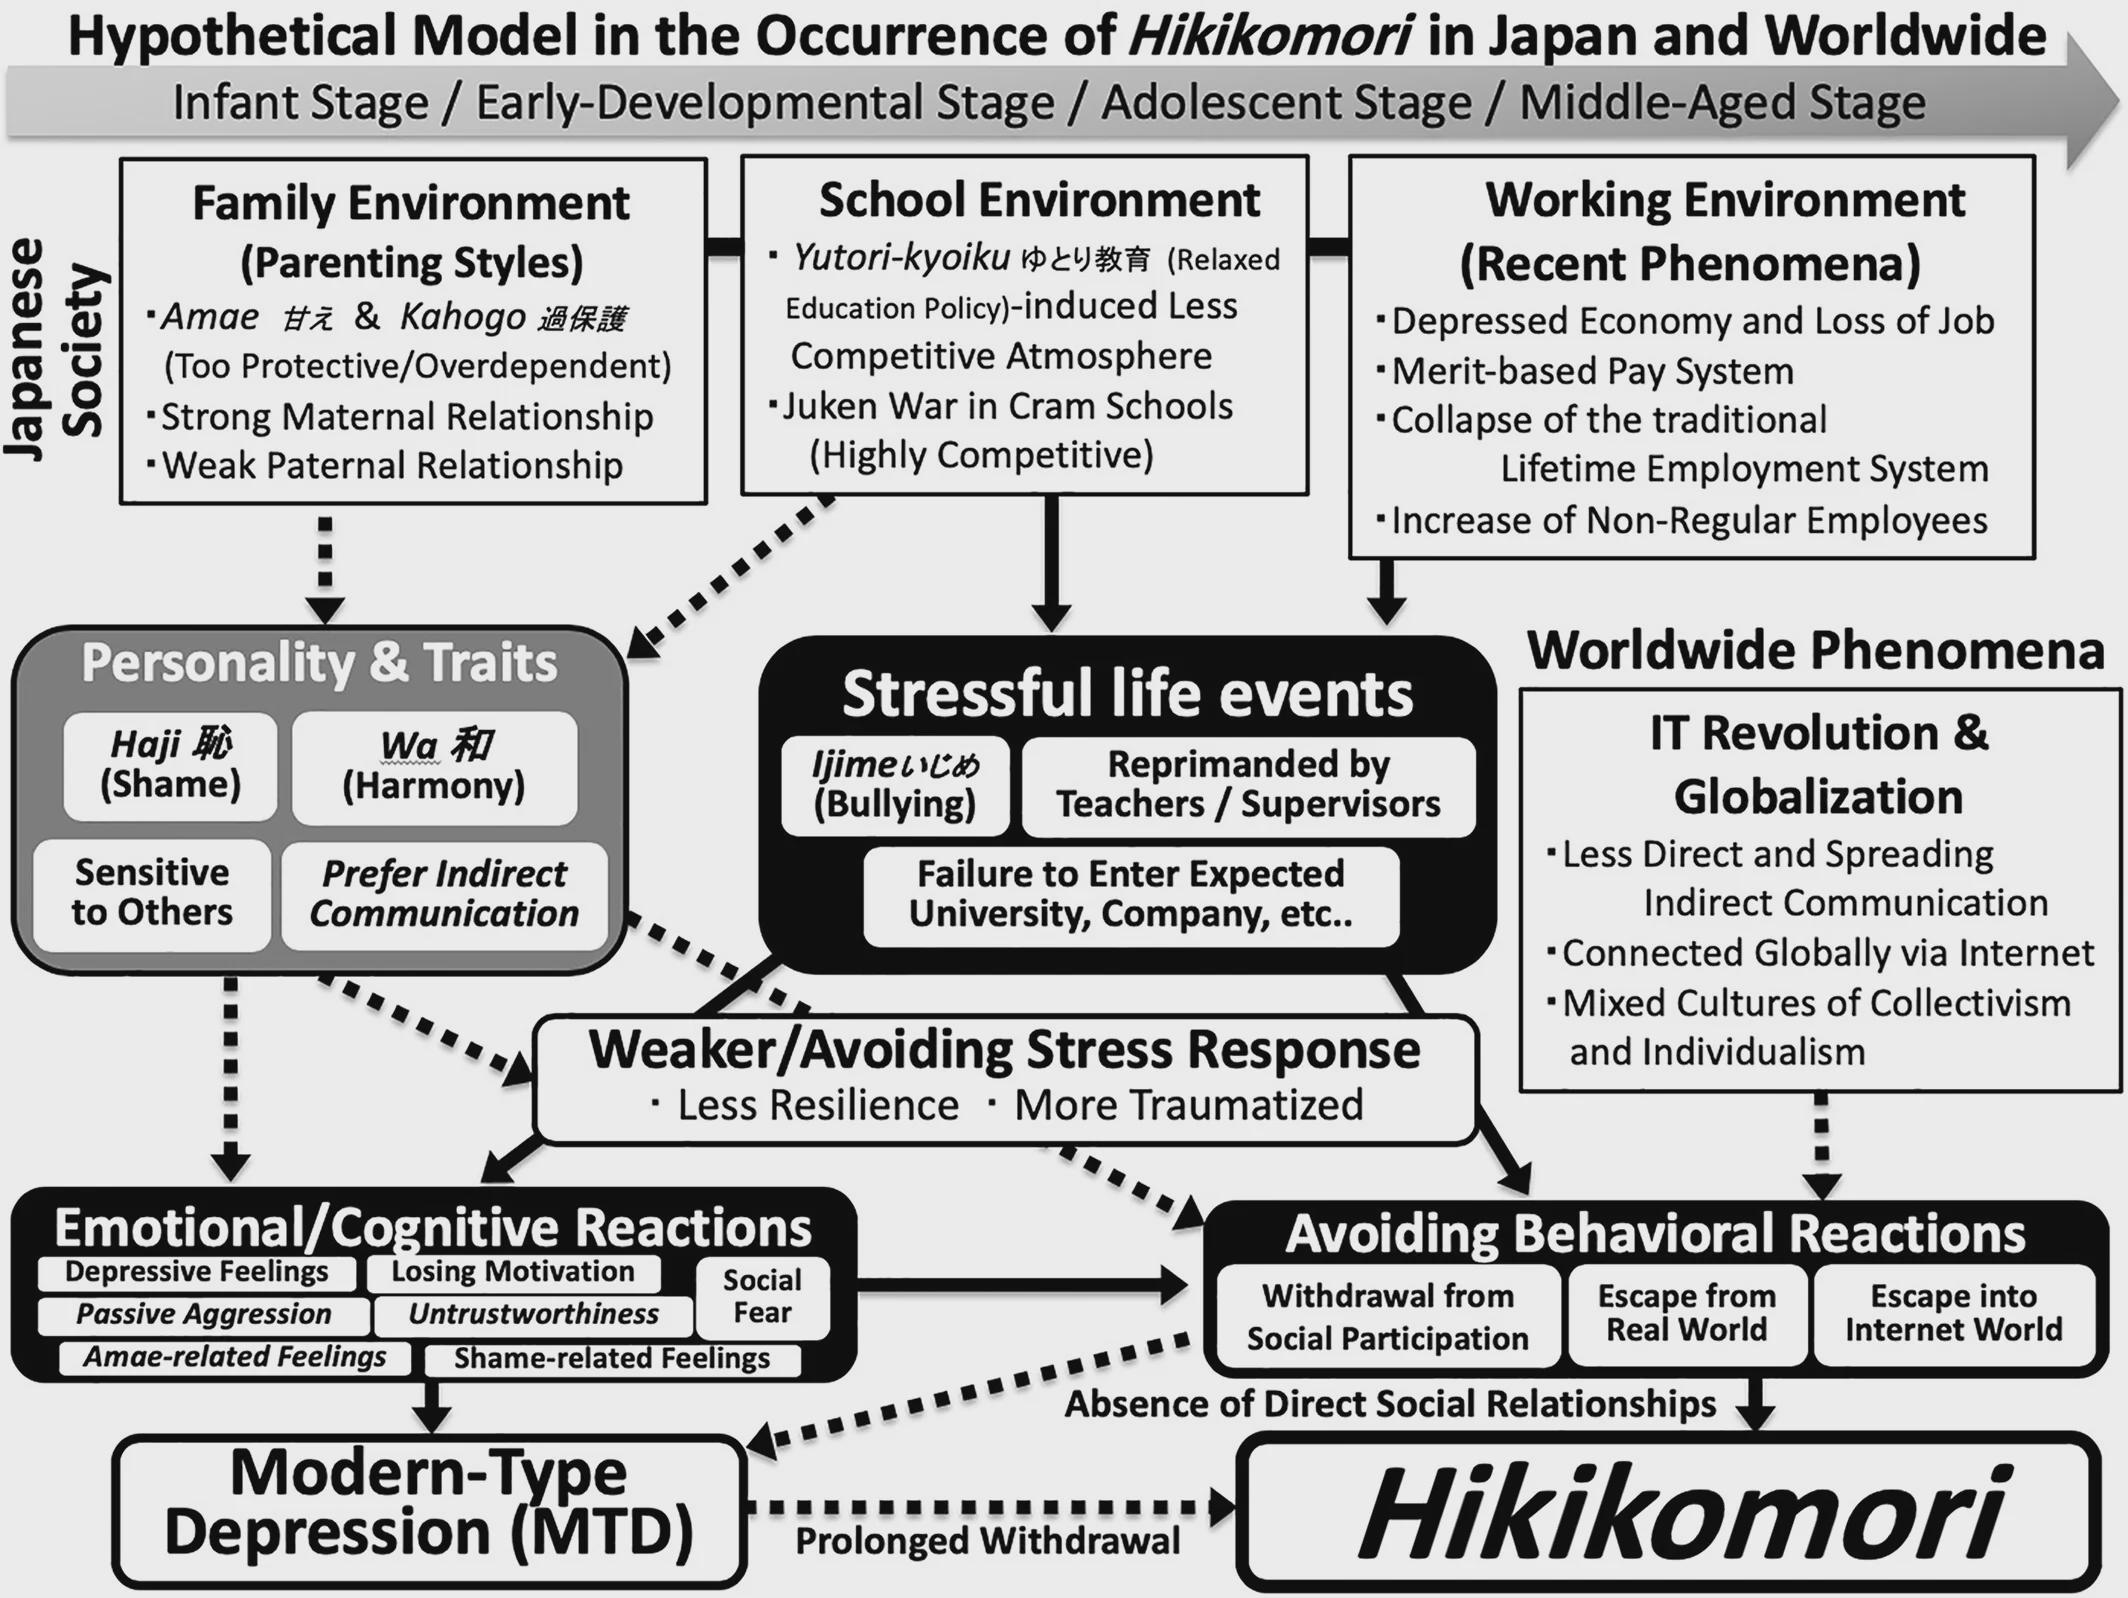 Hypothetical Model in the Occurrence of Hikikomori in Japan and Worldwide
Infant Stage / Early-Developmental Stage / Adolescent Stage / Middle-Aged Stage
Japanese
Society
Family Environment
(Parenting Styles)
・Amae 甘え & Kahogo 過保護
(Too Protective/Overdependent)
・Strong Maternal Relationship
・Weak Paternal Relationship
School Environment
・ Yutori-kyoiku ゆとり教育 (Relaxed
Education Policy)-induced Less
Competitive Atmosphere
・Juken War in Cram Schools
(Highly Competitive)
Working Environment
(Recent Phenomena)
・Depressed Economy and Loss of Job
・Merit-based Pay System
・Collapse of the traditional
Lifetime Employment System
・Increase of Non-Regular Employees
Personality & Traits
Haji 恥
(Shame)
Wa 和
(Harmony)
Sensitive
to Others
Prefer Indirect
Communication
Stressful life events
Ijimeいじめ
(Bullying)
Reprimanded by
Teachers / Supervisors
Failure to Enter Expected
University, Company, etc..
Worldwide Phenomena
IT Revolution &
Globalization
・Less Direct and Spreading
Indirect Communication
・Connected Globally via Internet
・Mixed Cultures of Collectivism
and Individualism
Weaker/Avoiding Stress Response
・ Less Resilience ・ More Traumatized
Emotional/Cognitive Reactions
Depressive Feelings
Losing Motivation
Social
Fear
Passive Aggression
Untrustworthiness
Amae-related Feelings
Shame-related Feelings
Avoiding Behavioral Reactions
Withdrawal from
Social Participation
Escape from
Real World
Escape into
Internet World
Absence of Direct Social Relationships
Modern-Type
Depression (MTD)
Prolonged Withdrawal
Hikikomori